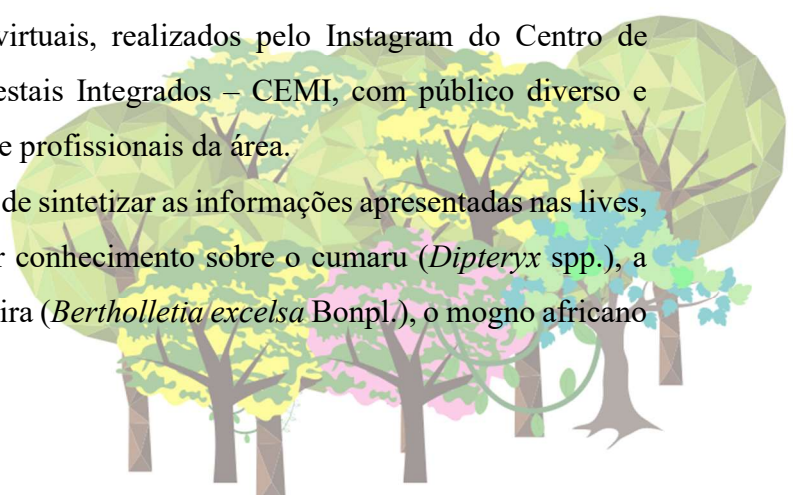 virtuais, realizados pelo Instagram do Centro de
estais Integrados – CEMI, com público diverso e
e profissionais da área.
de sintetizar as informações apresentadas nas lives,
r conhecimento sobre o cumaru (Dipteryx spp.), a
ira (Bertholletia excelsa Bonpl.), o mogno africano